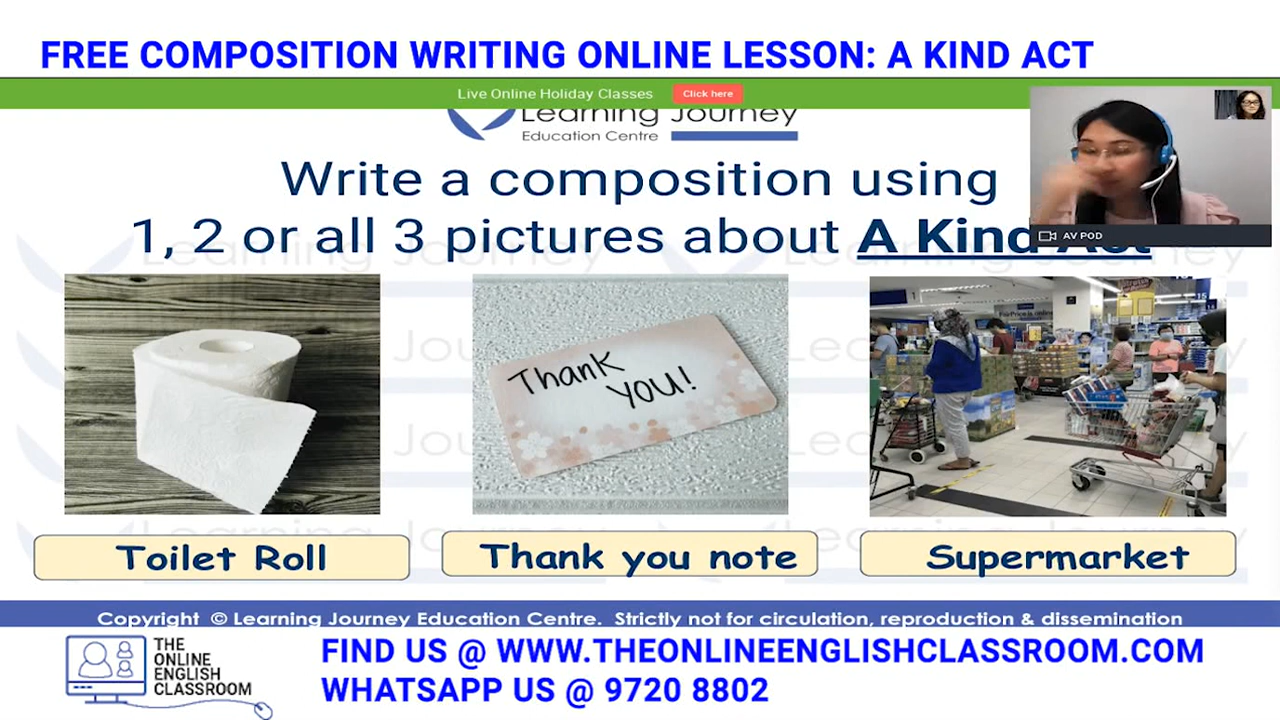 FREE COMPOSITION WRITING ONLINE LESSON: A KIND ACT
Live Online Holiday Classes Click here
Learning Journey
Education Centre
Write a composition using
1, 2 or all 3 pictures about A Kind Act
AV POD
Thank
YOU!
Toilet Roll
Thank you note
Supermarket
Copyright © Learning Journey Education Centre. Strictly not for circulation, reproduction & dissemination
THE
ONLINE
ENGLISH
CLASSROOM
FIND US @ WWW.THEONLINEENGLISHCLASSROOM.COM
WHATSAPP US @ 9720 8802